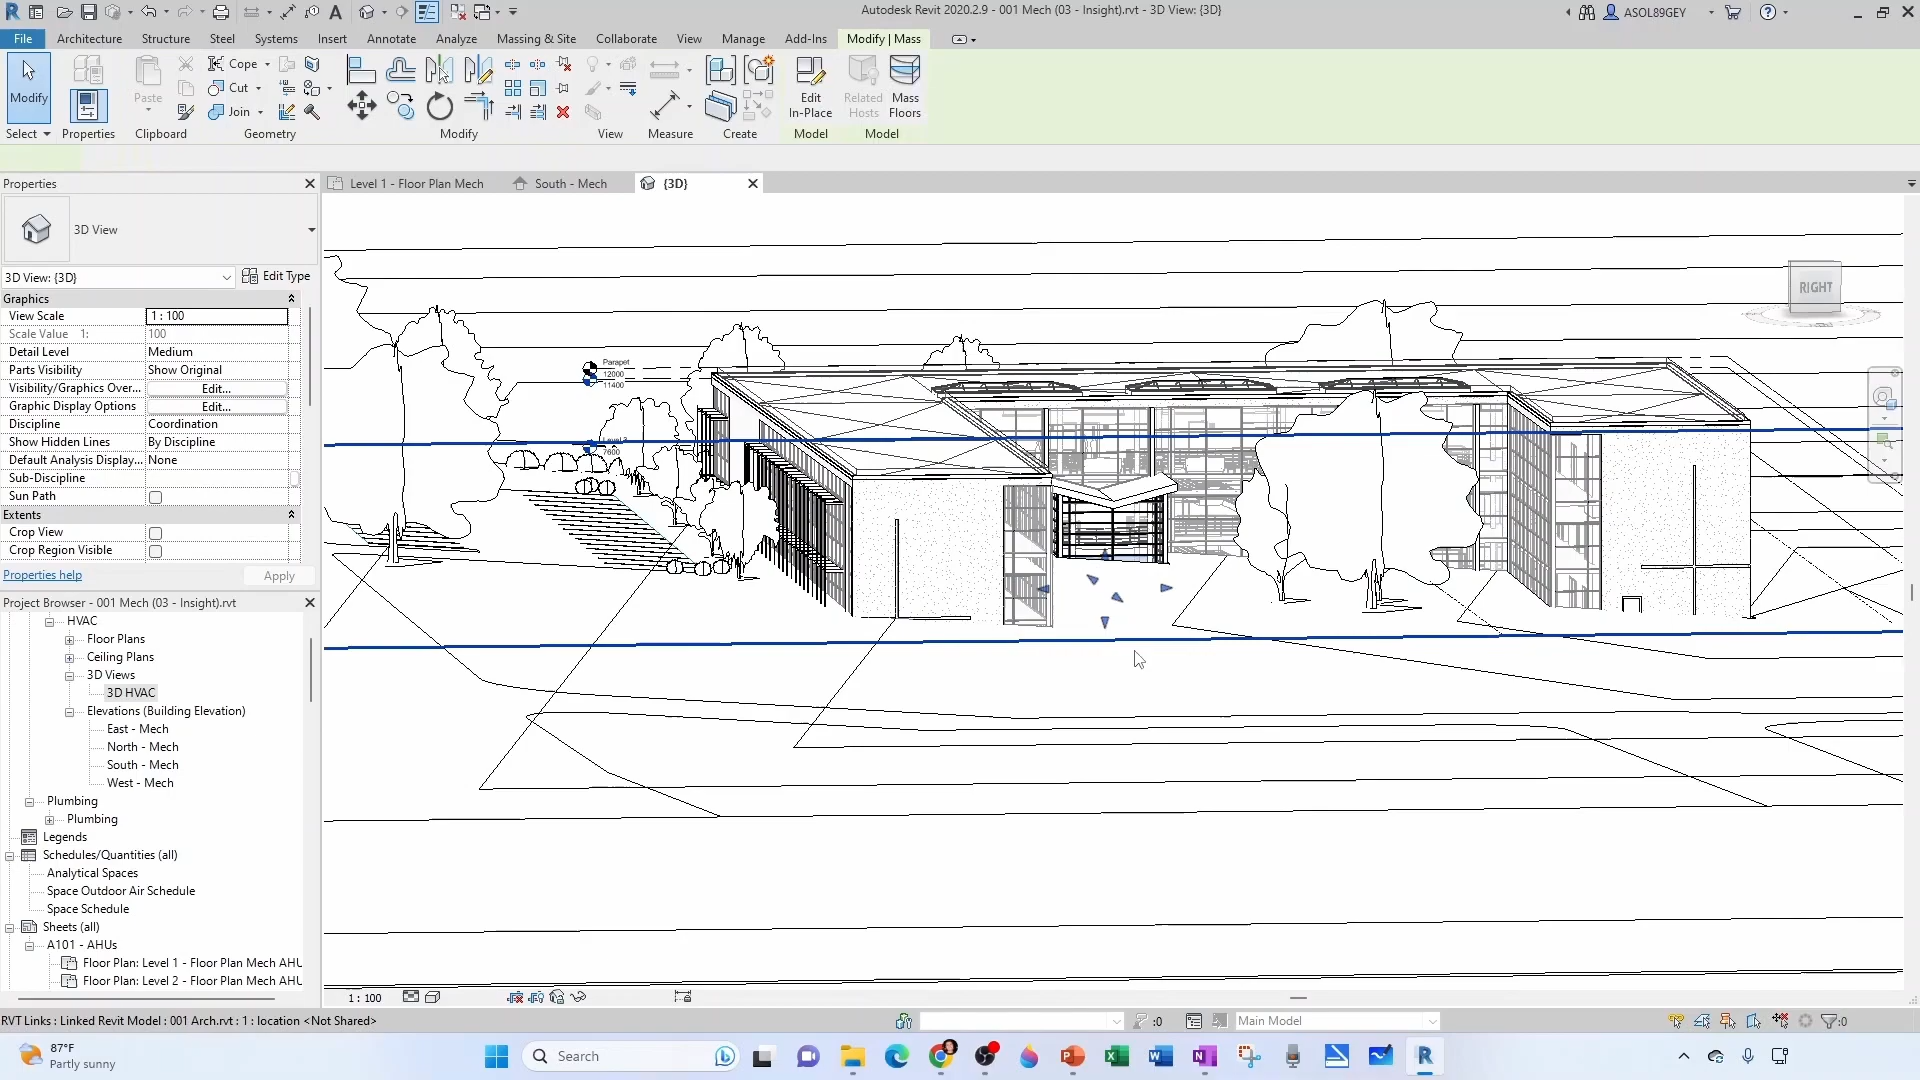 Autodesk Revit 2020.2.9 - 001 Mech (03 - Insight).rvt - 3D View: {3D}
ASOL89GEY
File Architecture Structure Steel Systems Insert Annotate Analyze Massing & Site Collaborate View Manage Add-Ins Modify | Mass
Modify
Paste
Cope
Cut
Join
Edit
In-Place
Related
Hosts
Mass
Floors
Select Properties Clipboard Geometry Modify View Measure Create Model Model
Properties
Level 1 - Floor Plan Mech
South - Mech
{3D}
3D View
3D View: {3D}
Edit Type
Graphics
View Scale 1 : 100
Scale Value 1: 100
Detail Level Medium
Parts Visibility Show Original
Visibility/Graphics Over... Edit...
Graphic Display Options Edit...
Discipline Coordination
Show Hidden Lines By Discipline
Default Analysis Display... None
Sub-Discipline
Sun Path
Extents
Crop View
Crop Region Visible
Properties help
Apply
Project Browser - 001 Mech (03 - Insight).rvt
HVAC
Floor Plans
Ceiling Plans
3D Views
3D HVAC
Elevations (Building Elevation)
East - Mech
North - Mech
South - Mech
West - Mech
Plumbing
Plumbing
Legends
Schedules/Quantities (all)
Analytical Spaces
Space Outdoor Air Schedule
Space Schedule
Sheets (all)
A101 - AHUs
Floor Plan: Level 1 - Floor Plan Mech AHU
Floor Plan: Level 2 - Floor Plan Mech AHU
Parapet
12000
11400
7600
RIGHT
1 : 100
RVT Links : Linked Revit Model : 001 Arch.rvt : 1 : location <Not Shared>
:0
Main Model
:0
87°F
Partly sunny
Search